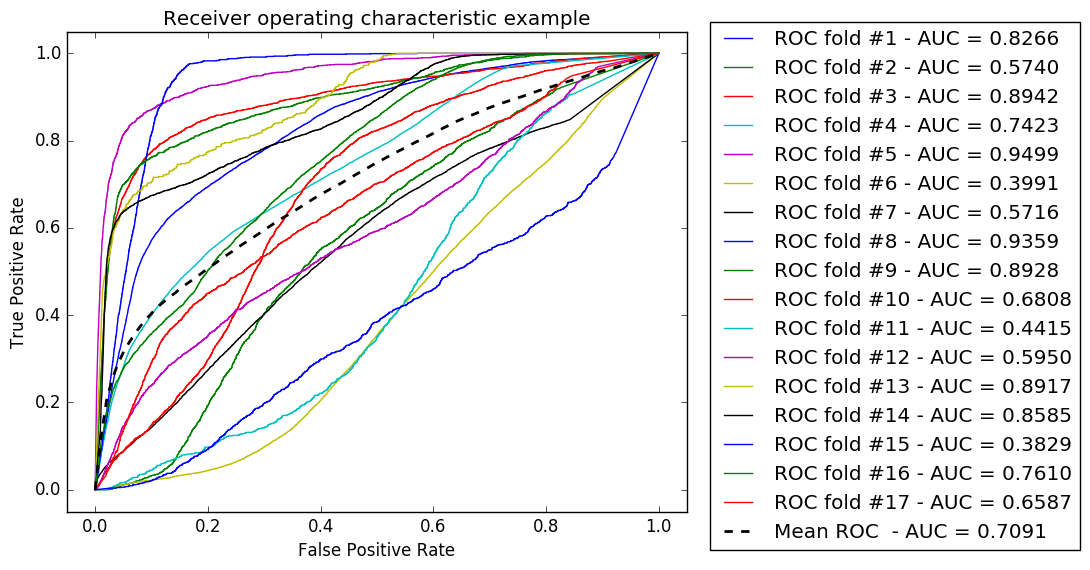 Receiver operating characteristic example
True Positive Rate
1.0
0.8
0.6
0.4
0.2
0.0
0.0 0.2 0.4 0.6 0.8 1.0
False Positive Rate
ROC fold #1 - AUC = 0.8266
ROC fold #2 - AUC = 0.5740
ROC fold #3 - AUC = 0.8942
ROC fold #4 - AUC = 0.7423
ROC fold #5 - AUC = 0.9499
ROC fold #6 - AUC = 0.3991
ROC fold #7 - AUC = 0.5716
ROC fold #8 - AUC = 0.9359
ROC fold #9 - AUC = 0.8928
ROC fold #10 - AUC = 0.6808
ROC fold #11 - AUC = 0.4415
ROC fold #12 - AUC = 0.5950
ROC fold #13 - AUC = 0.8917
ROC fold #14 - AUC = 0.8585
ROC fold #15 - AUC = 0.3829
ROC fold #16 - AUC = 0.7610
ROC fold #17 - AUC = 0.6587
Mean ROC  - AUC = 0.7091